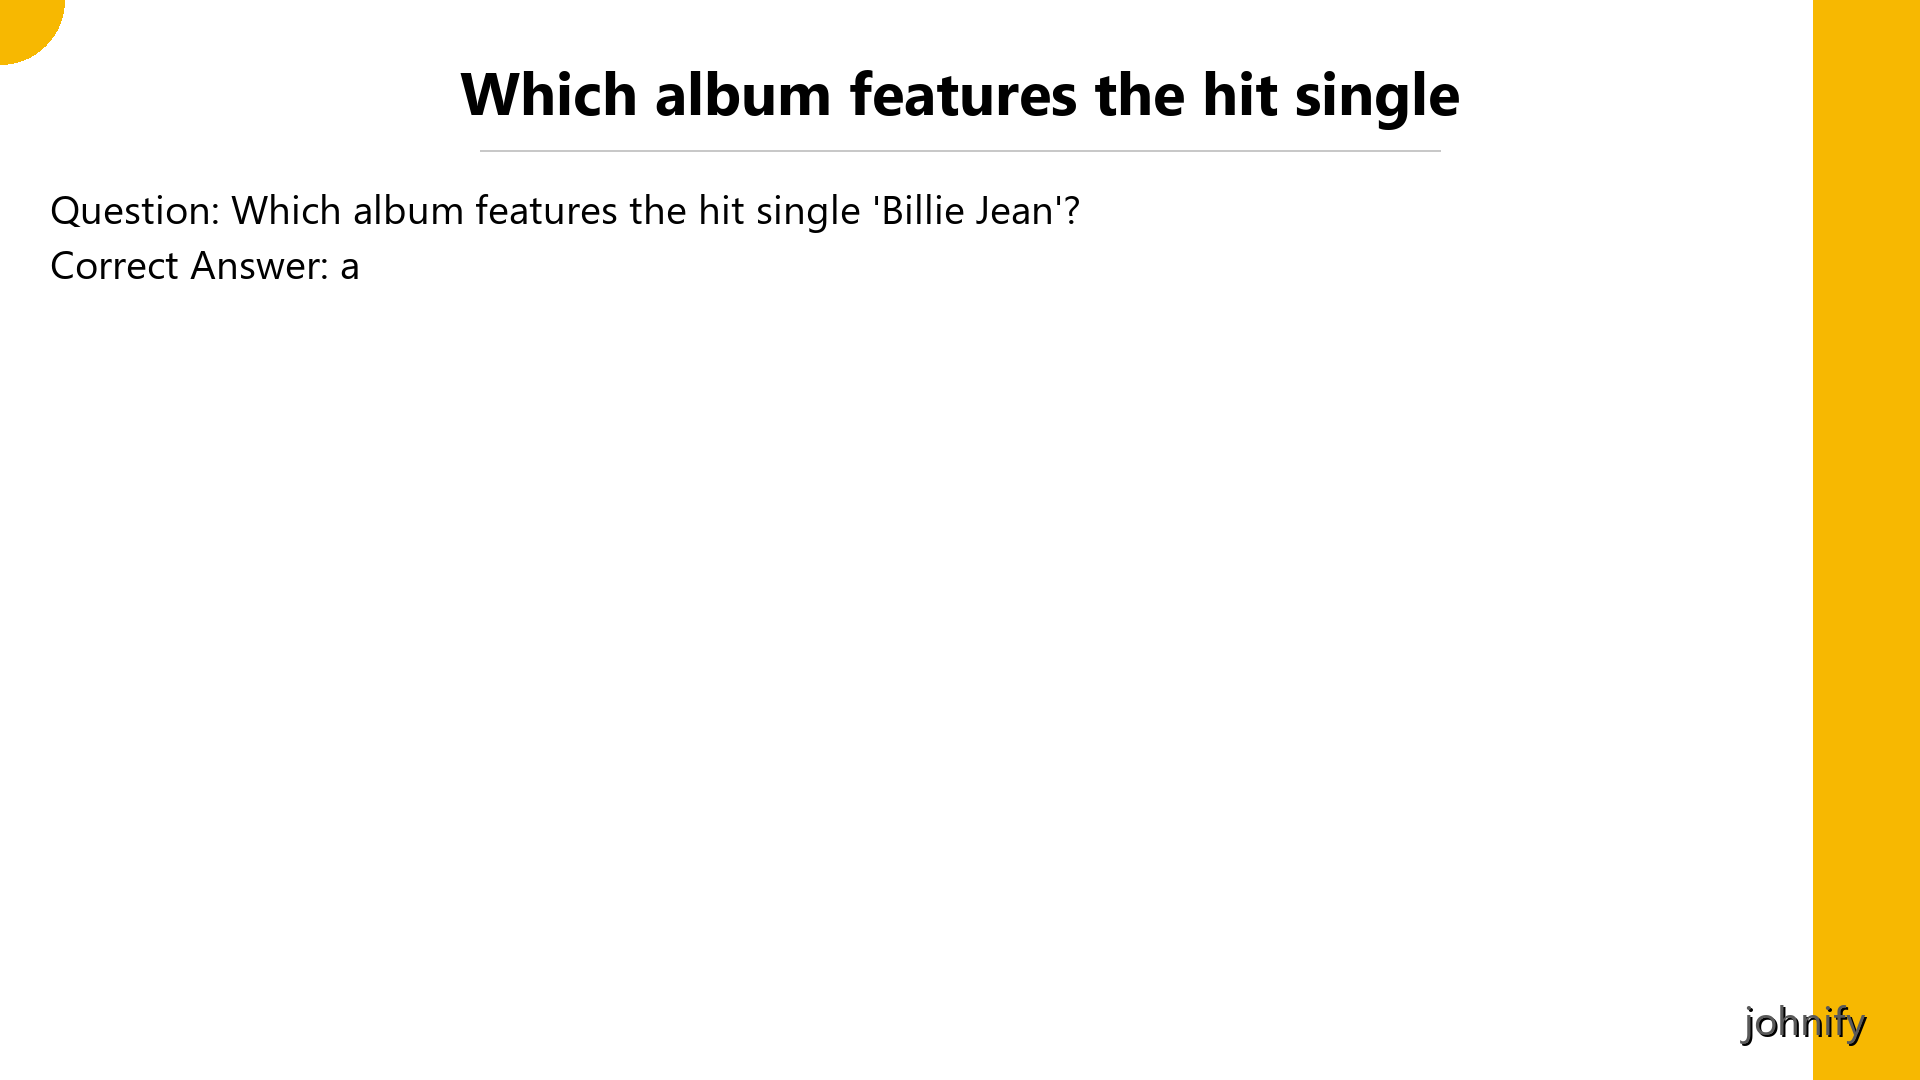 Which album features the hit single
Question: Which album features the hit single 'Billie Jean'?
Correct Answer: a
johnify